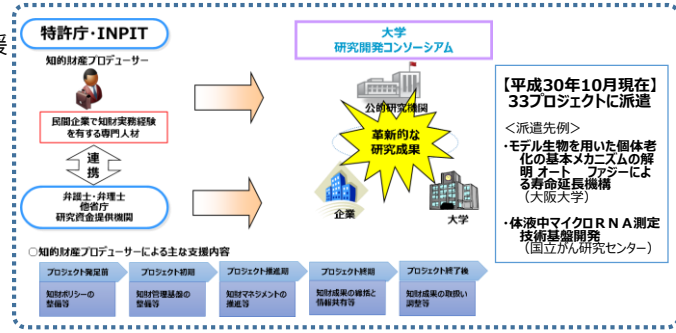 援
特許庁・INPIT
知的財産プロデューサー
民間企業で知財実務経験
を有する専門人材
連
携
弁護士・弁理士
他省庁
研究資金提供機関
大学
研究開発コンソーシアム
公的研究機関
革新的な
研究成果
企業
大学
【平成30年10月現在】
33プロジェクトに派遣
<派遣先例>
・モデル生物を用いた個体老
化の基本メカニズムの解
明 オート ファジーによ
る寿命延長機構
（大阪大学）
・体液中マイクロRNA測定
技術基盤開発
（国立がん研究センター）
○知的財産プロデューサーによる主な支援内容
プロジェクト発足前
プロジェクト初期
プロジェクト推進期
プロジェクト終期
プロジェクト終了後
知財ポリシーの
整備等
知財管理基盤の
整備等
知財マネジメントの
推進等
知財成果の総括と
情報共有等
知財成果の取扱い
調整等